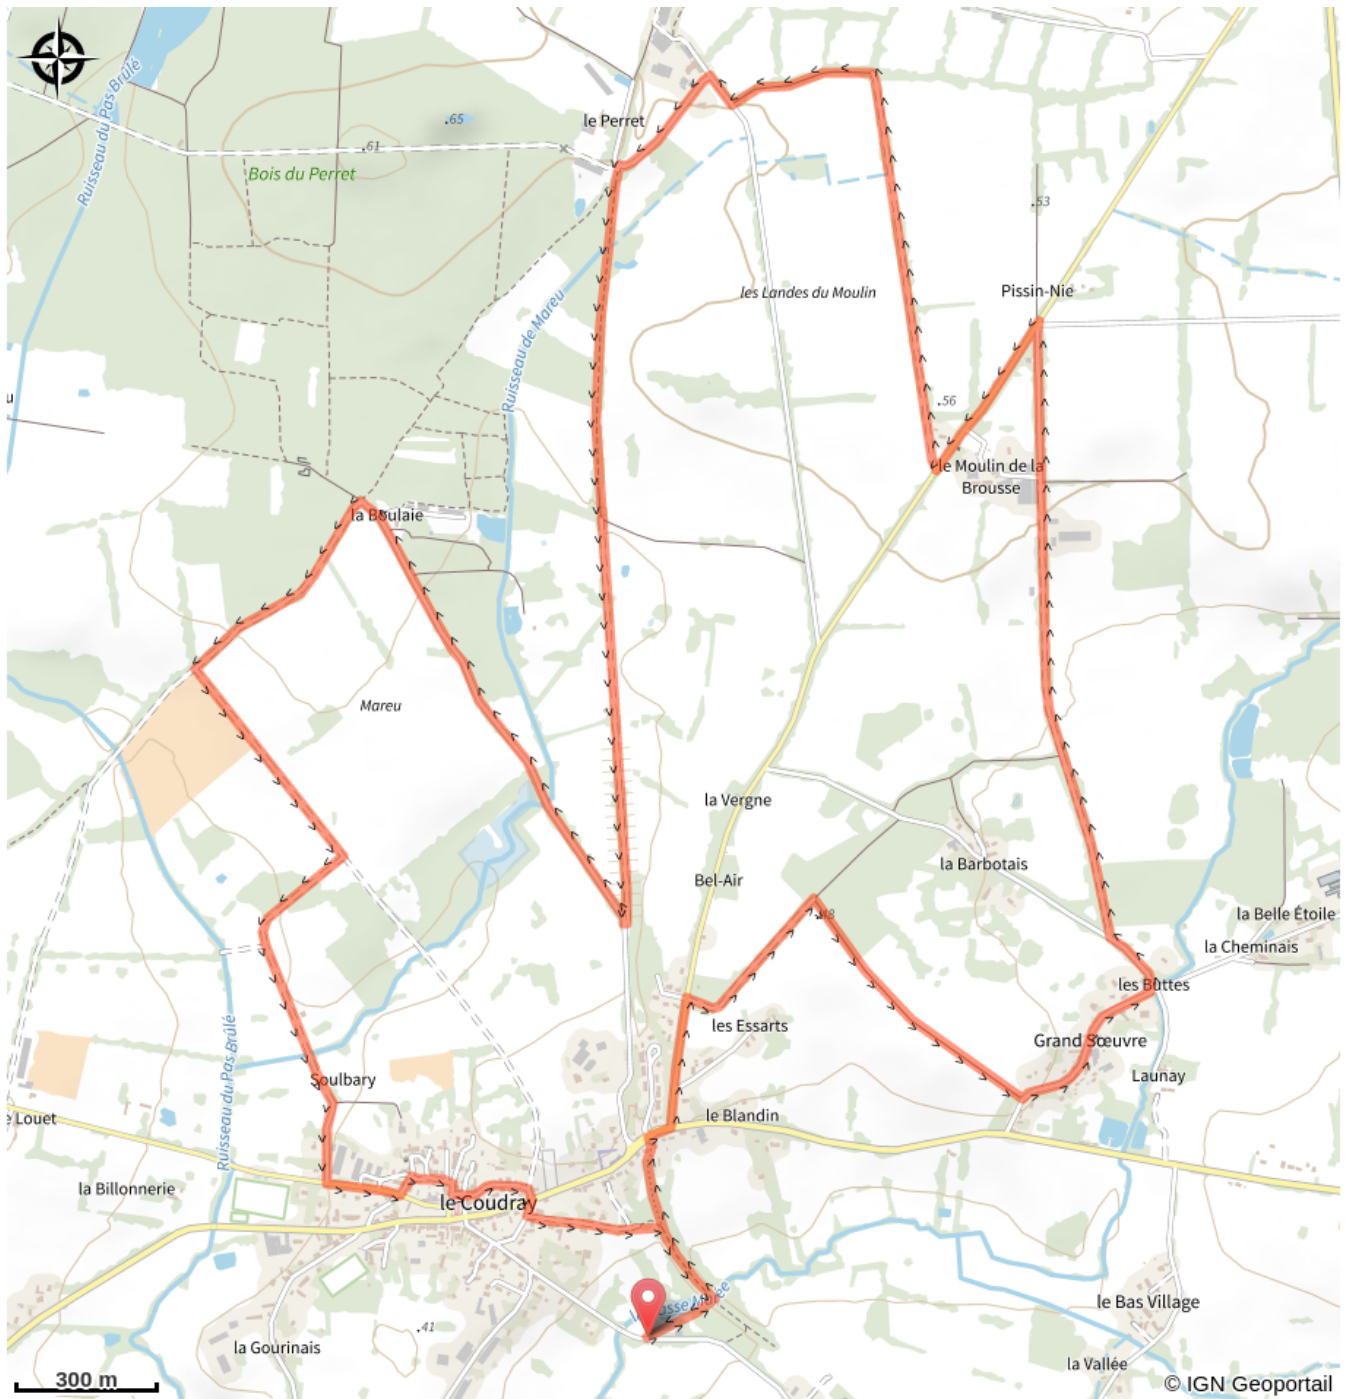 Ruisseau du Pas Brûlé
.65
le Perret
.61
Bois du Perret
.53
Pissin-Nie
les Landes du Moulin
Ruisseau de Mareu
.56
le Moulin de la
Brousse
la Boulaie
Mareu
la Vergne
la Barbotais
Bel-Air
la Belle Étoile
la Cheminais
les Bûttes
les Essarts
Grand Sœuvre
Launay
Soulbary
Ruisseau du Pas Brûlé
le Blandin
Louet
la Billonnerie
le Coudray
le Bas Village
.41
la Gourinais
la Vallée
300 m
© IGN Geoportail